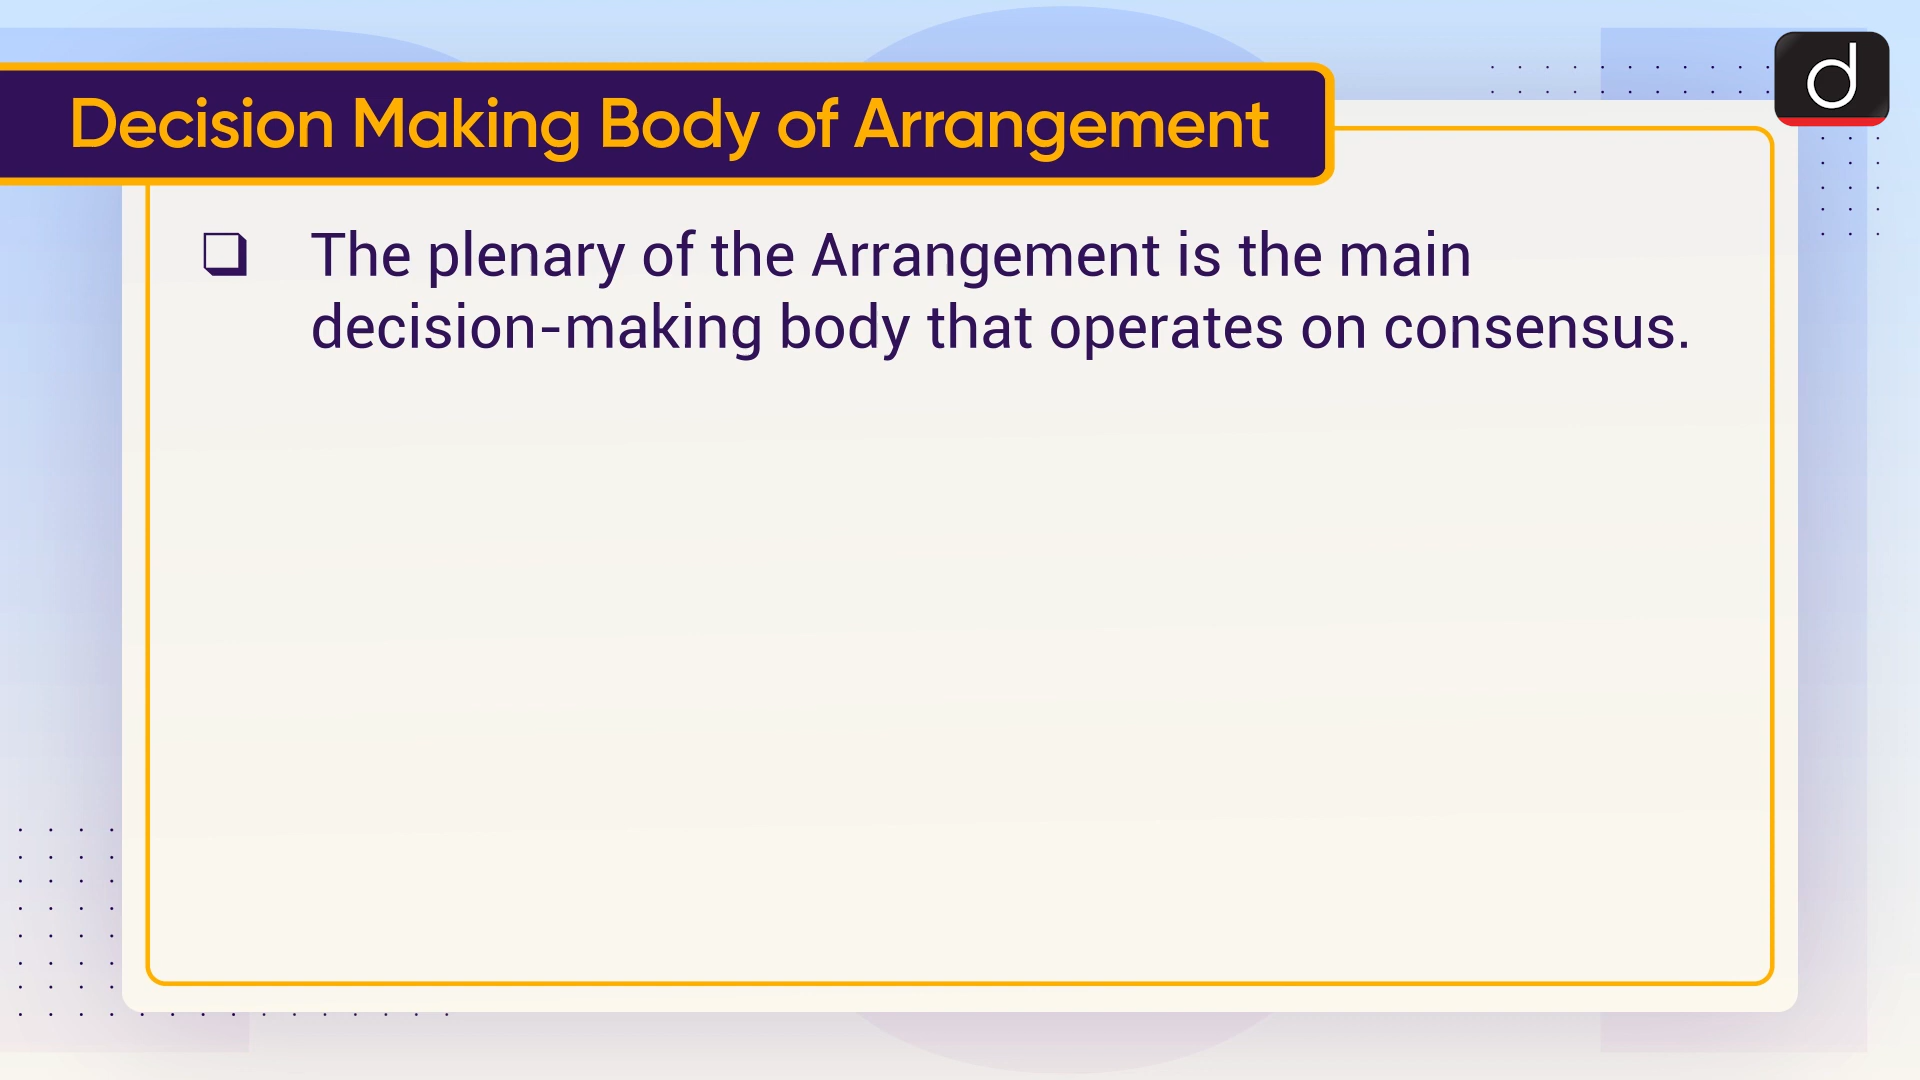 Decision Making Body of Arrangement
d
❑ The plenary of the Arrangement is the main
decision-making body that operates on consensus.